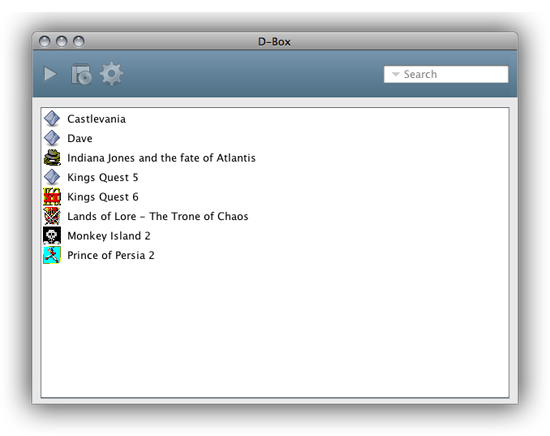 D-Box
Search
Castlevania
Dave
Indiana Jones and the fate of Atlantis
Kings Quest 5
Kings Quest 6
Lands of Lore - The Trone of Chaos
Monkey Island 2
Prince of Persia 2